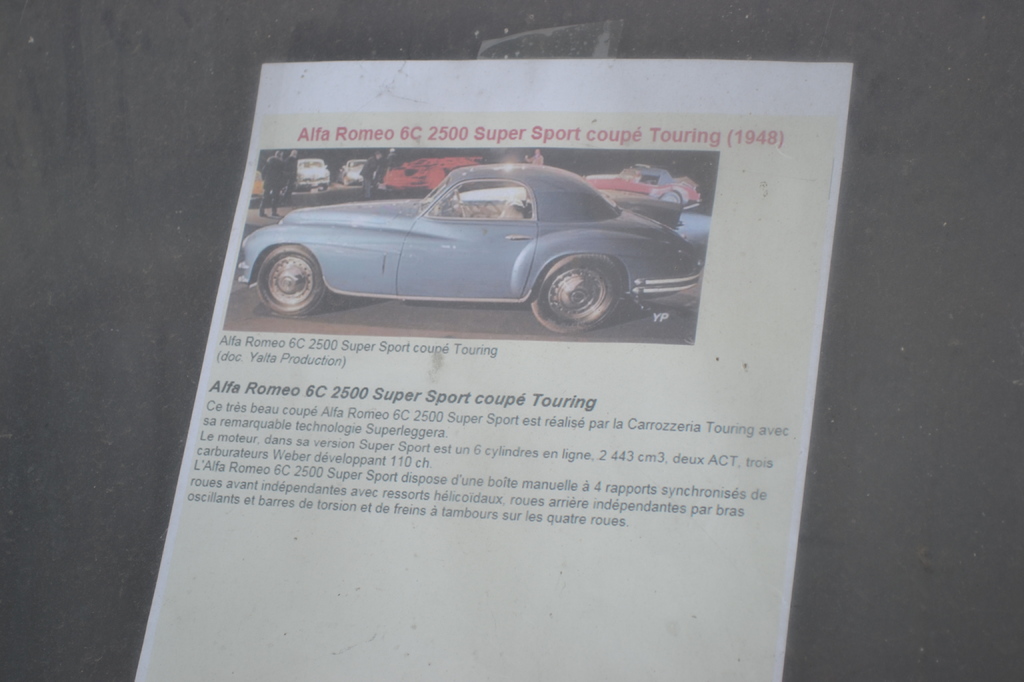 Alfa Romeo 6C 2500 Super Sport coupé Touring (1948)
YP
Alfa Romeo 6C 2500 Super Sport coupé Touring
(doc. Yalta Production)
Alfa Romeo 6C 2500 Super Sport coupé Touring
Ce très beau coupé Alfa Romeo 6C 2500 Super Sport est réalisé par la Carrozzeria Touring avec
sa remarquable technologie Superleggera.
Le moteur, dans sa version Super Sport est un 6 cylindres en ligne, 2 443 cm3, deux ACT, trois
carburateurs Weber développant 110 ch.
L'Alfa Romeo 6C 2500 Super Sport dispose d'une boîte manuelle à 4 rapports synchronisés de
roues avant indépendantes avec ressorts hélicoïdaux, roues arrière indépendantes par bras
oscillants et barres de torsion et de freins à tambours sur les quatre roues.